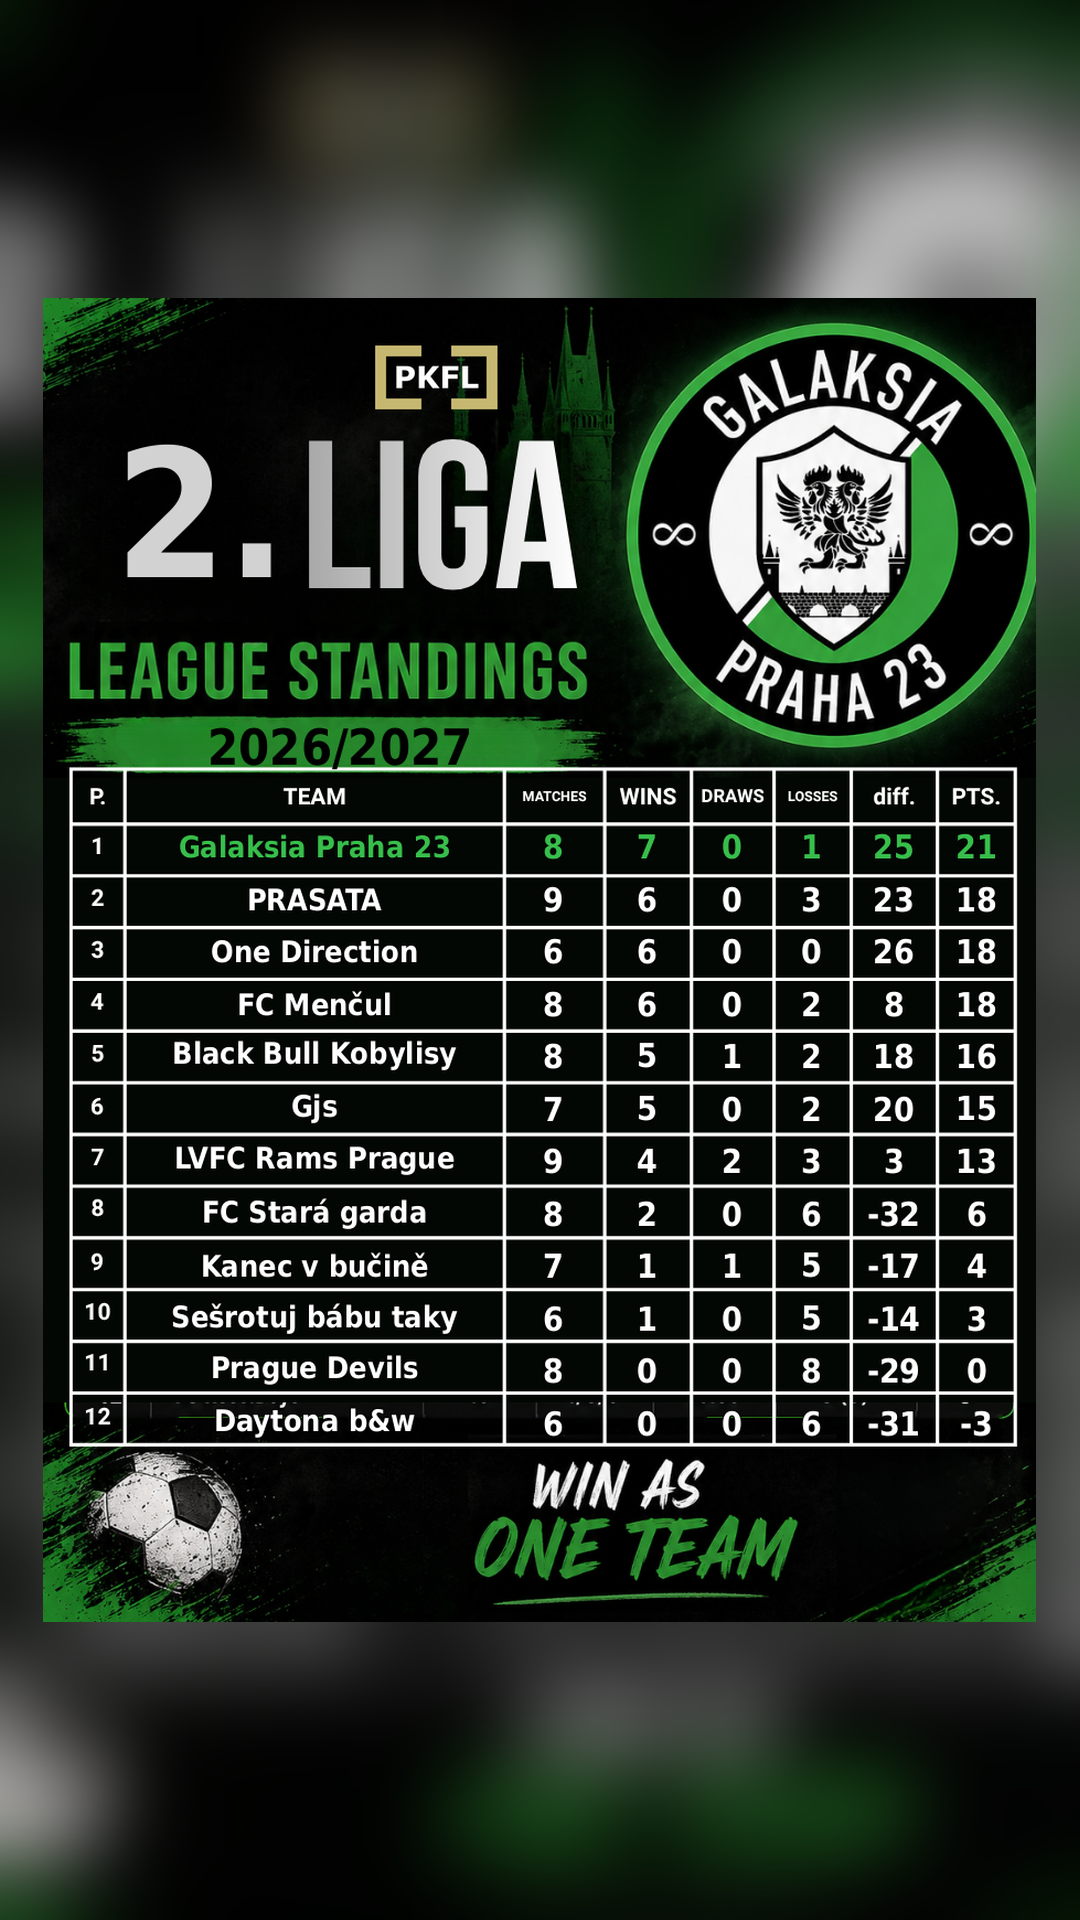 PKFL
2. LIGA
LEAGUE STANDINGS
2026/2027
GALAKSIA
∞ ∞
PRAHA 23
P. TEAM MATCHES WINS DRAWS LOSSES diff. PTS.
1 Galaksia Praha 23 8 7 0 1 25 21
2 PRASATA 9 6 0 3 23 18
3 One Direction 6 6 0 0 26 18
4 FC Menčul 8 6 0 2 8 18
5 Black Bull Kobylisy 8 5 1 2 18 16
6 Gjs 7 5 0 2 20 15
7 LVFC Rams Prague 9 4 2 3 3 13
8 FC Stará garda 8 2 0 6 -32 6
9 Kanec v bučině 7 1 1 5 -17 4
10 Sešrotuj bábu taky 6 1 0 5 -14 3
11 Prague Devils 8 0 0 8 -29 0
12 Daytona b&w 6 0 0 6 -31 -3
WIN AS
ONE TEAM